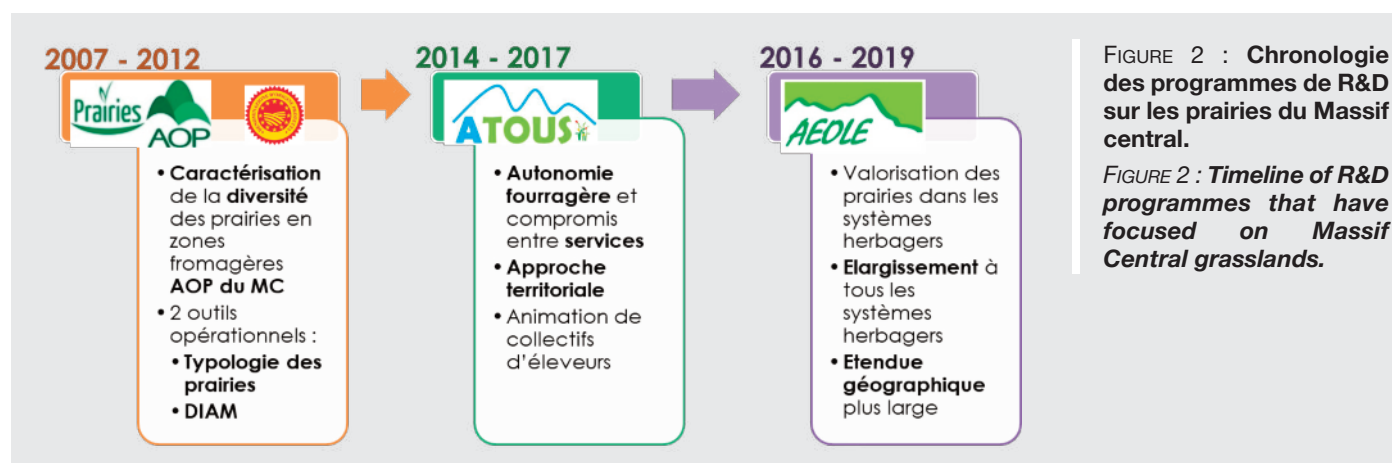 2007 - 2012
Prairies
AOP
• Caractérisation
de la diversité
des prairies en
zones
fromagères
AOP du MC
• 2 outils
opérationnels :
• Typologie des
prairies
• DIAM
2014 - 2017
ATOUS
• Autonomie
fourragère et
compromis
entre services
• Approche
territoriale
• Animation de
collectifs
d'éleveurs
2016 - 2019
AEOLE
• Valorisation des
prairies dans les
systèmes
herbagers
• Elargissement à
tous les
systèmes
herbagers
• Etendue
géographique
plus large
FIGURE 2 : Chronologie
des programmes de R&D
sur les prairies du Massif
central.
FIGURE 2 : Timeline of R&D
programmes that have
focused on Massif
Central grasslands.